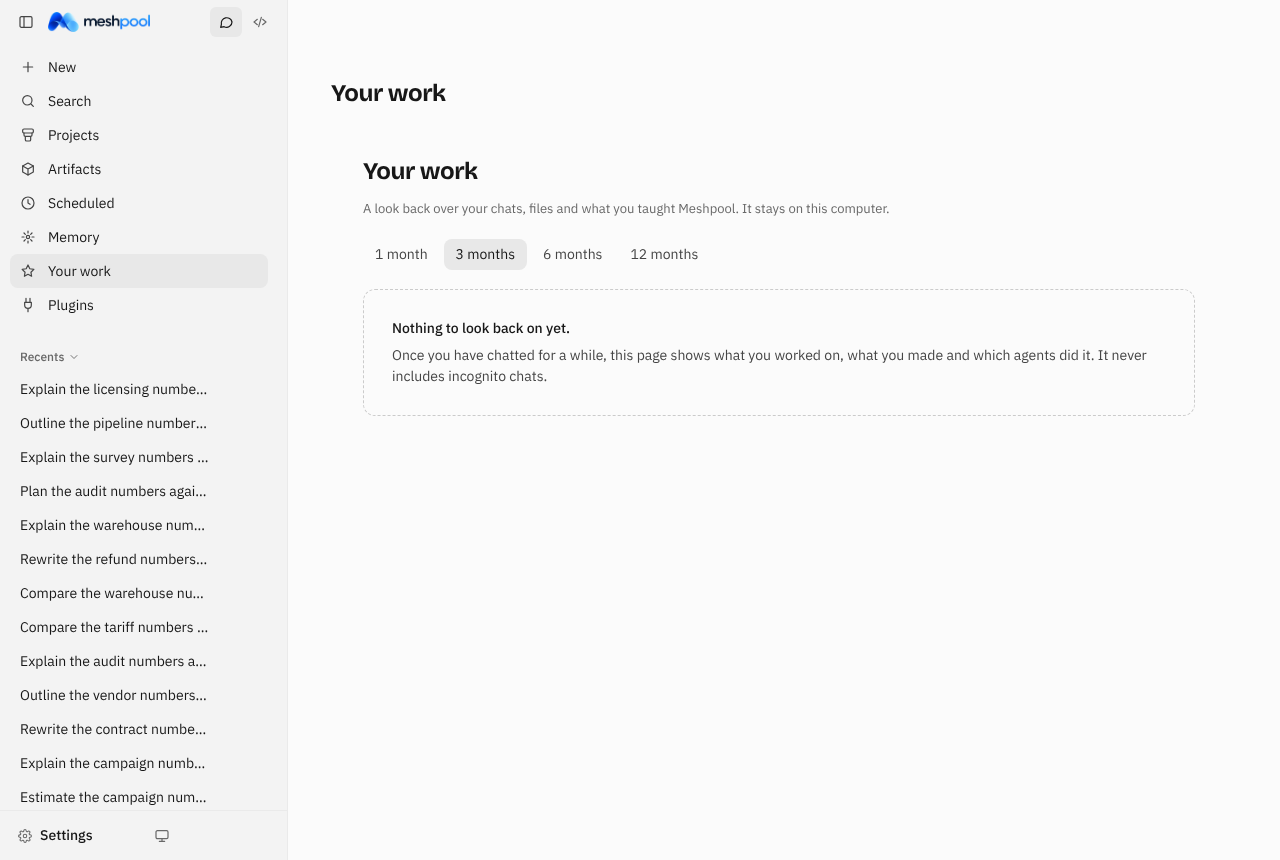 meshpool
New
Search
Projects
Artifacts
Scheduled
Memory
Your work
Plugins
Recents
Explain the licensing numbe...
Outline the pipeline number...
Explain the survey numbers ...
Plan the audit numbers agai...
Explain the warehouse num...
Rewrite the refund numbers...
Compare the warehouse nu...
Compare the tariff numbers ...
Explain the audit numbers a...
Outline the vendor numbers...
Rewrite the contract numbe...
Explain the campaign numb...
Estimate the campaign num...
Settings
Your work
Your work
A look back over your chats, files and what you taught Meshpool. It stays on this computer.
1 month 3 months 6 months 12 months
Nothing to look back on yet.
Once you have chatted for a while, this page shows what you worked on, what you made and which agents did it. It never
includes incognito chats.